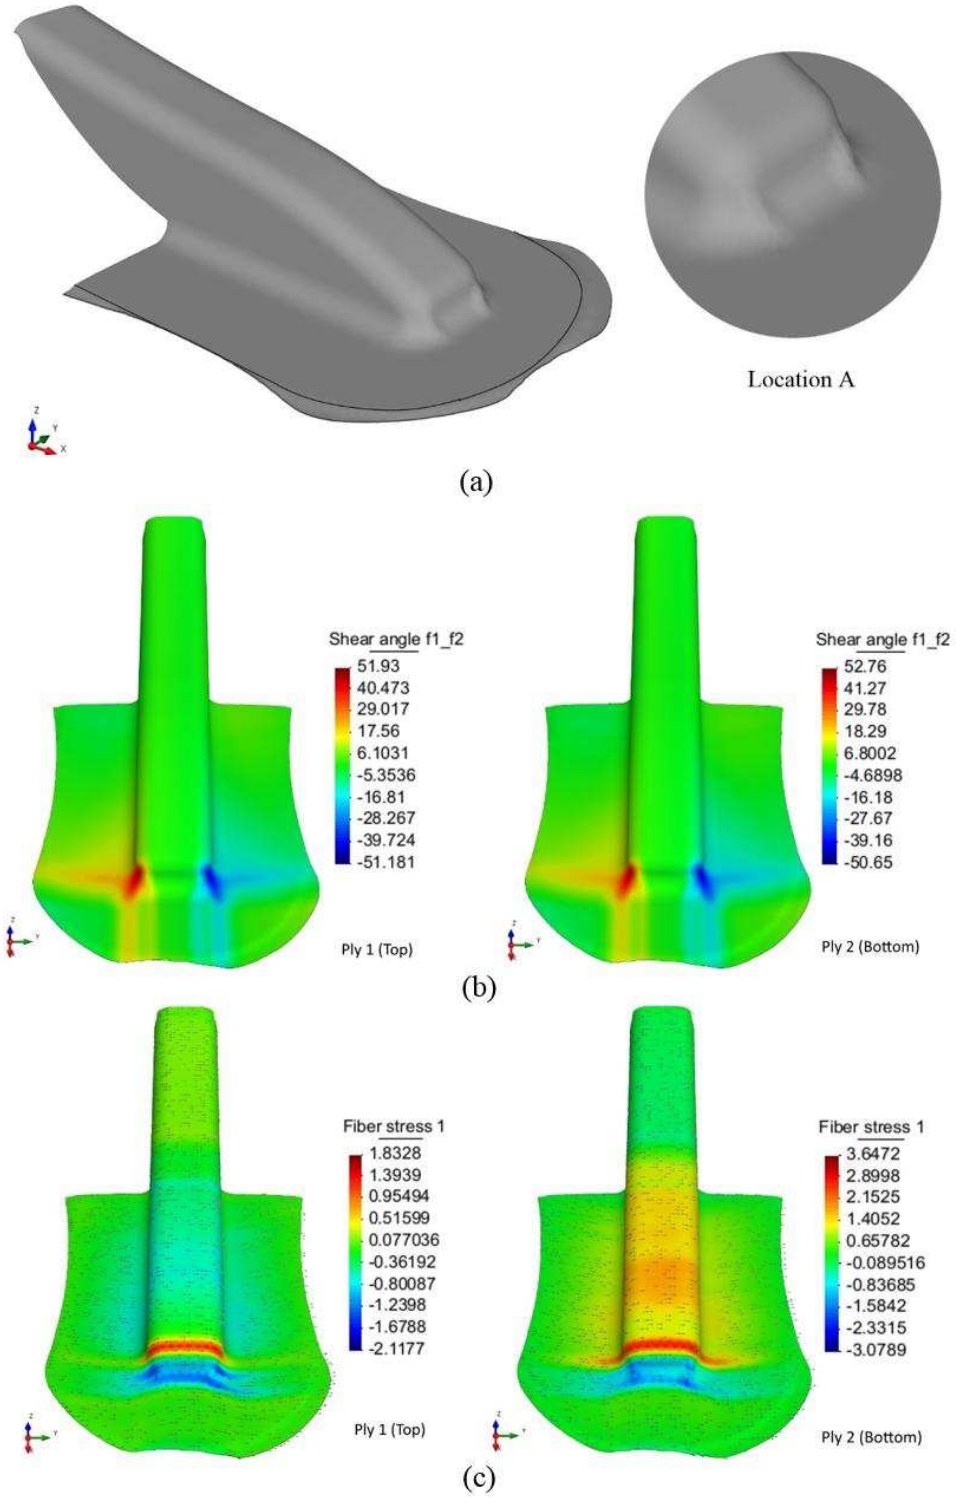 Location A
Z
Y
X
(a)
Shear angle f1_f2
51.93
40.473
29.017
17.56
6.1031
-5.3536
-16.81
-28.267
-39.724
-51.181
Z
Y
Ply 1 (Top)
Shear angle f1_f2
52.76
41.27
29.78
18.29
6.8002
-4.6898
-16.18
-27.67
-39.16
-50.65
Z
Y
Ply 2 (Bottom)
(b)
Fiber stress 1
1.8328
1.3939
0.95494
0.51599
0.077036
-0.36192
-0.80087
-1.2398
-1.6788
-2.1177
Z
Y
Ply 1 (Top)
Fiber stress 1
3.6472
2.8998
2.1525
1.4052
0.65782
-0.089516
-0.83685
-1.5842
-2.3315
-3.0789
Z
Y
Ply 2 (Bottom)
(c)